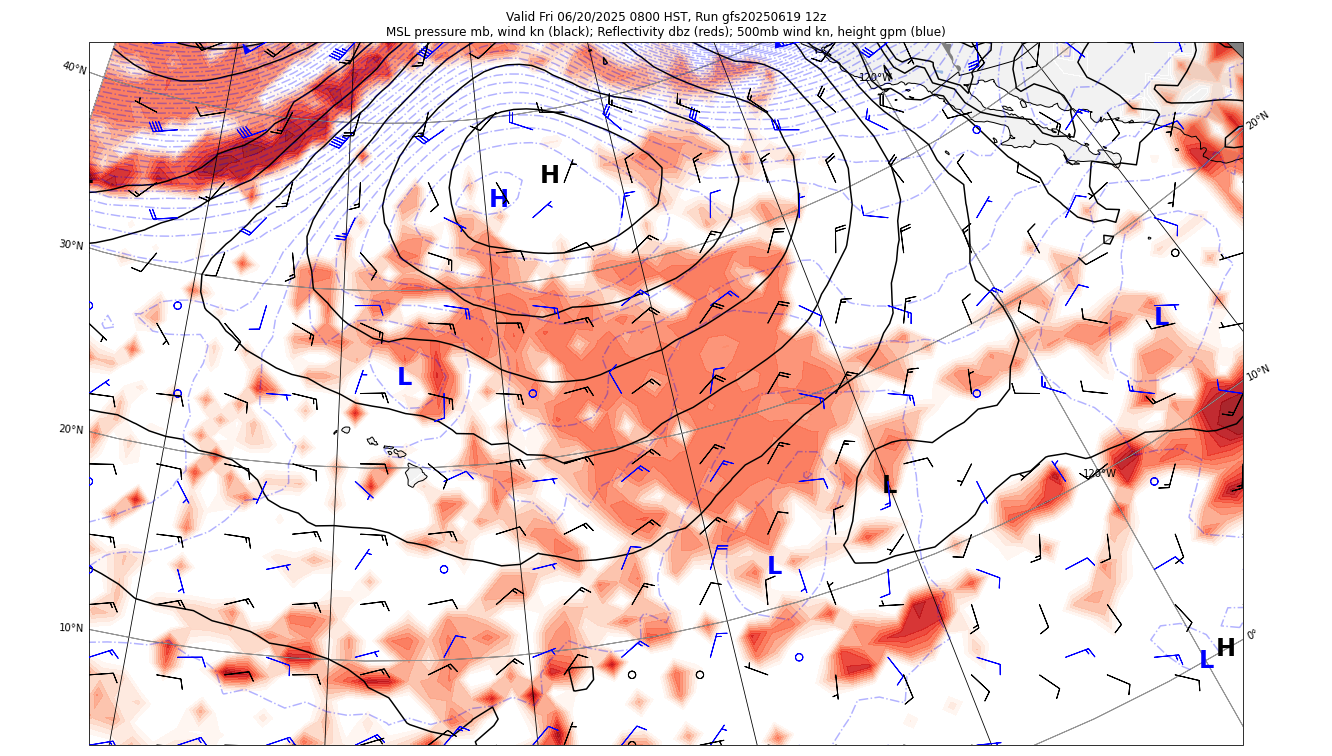 Valid Fri 06/20/2025 0800 HST, Run gfs20250619 12z
MSL pressure mb, wind kn (black); Reflectivity dbz (reds); 500mb wind kn, height gpm (blue)
40°N
120°W
20°N
H
H
30°N
L
L
10°N
20°N
120°W
L
L
10°N
0°
H
L